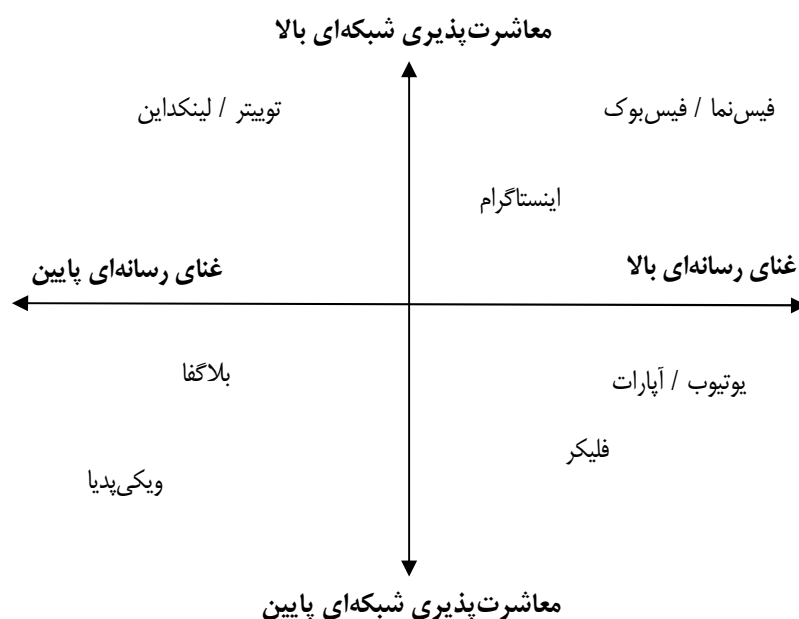 معاشرت‌پذیری شبکه‌ای بالا
فیس‌نما / فیس‌بوک
توییتر / لینکداین
اینستاگرام
غنای رسانه‌ای بالا
غنای رسانه‌ای پایین
یوتیوب / آپارات
بلاگفا
فلیکر
ویکی‌پدیا
معاشرت‌پذیری شبکه‌ای پایین